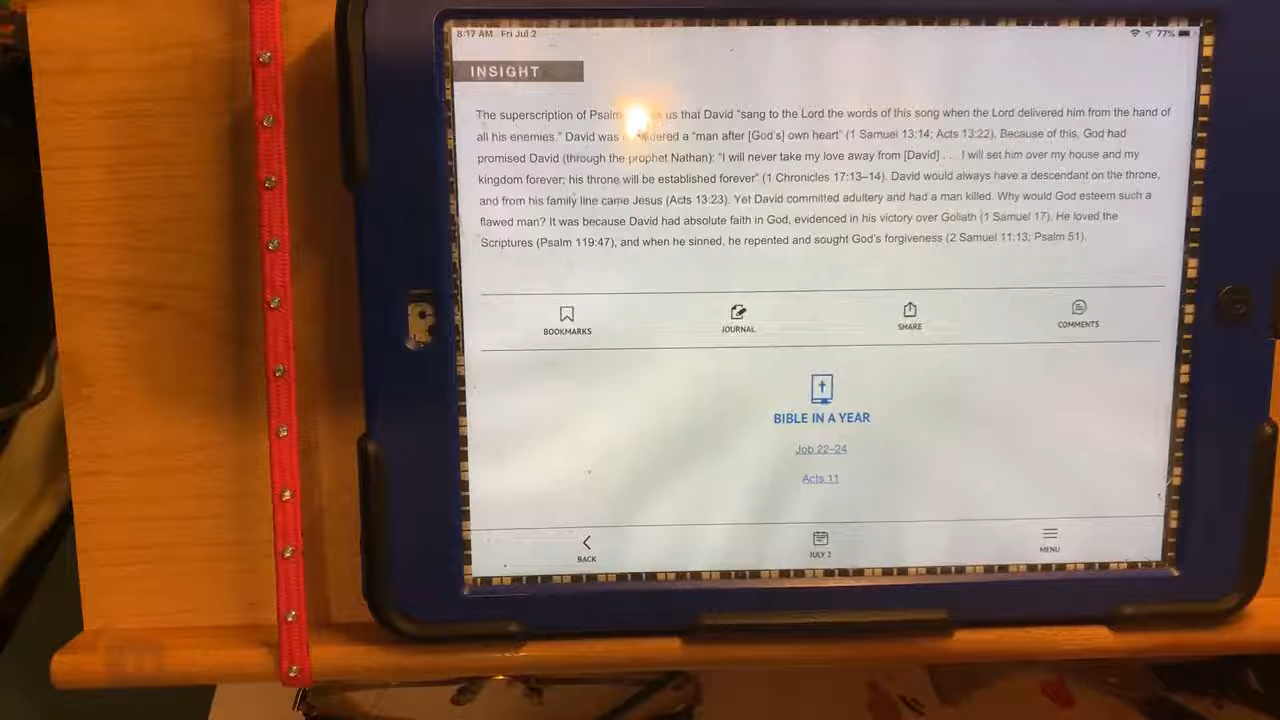 8:17 AM Fri Jul 2
77%
INSIGHT
The superscription of Psalm us that David "sang to the Lord the words of this song when the Lord delivered him from the hand of
all his enemies." David was a "man after [God's] own heart" (1 Samuel 13:14; Acts 13:22). Because of this, God had
promised David (through the prophet Nathan): "I will never take my love away from [David] . . . I will set him over my house and my
kingdom forever; his throne will be established forever" (1 Chronicles 17:13–14). David would always have a descendant on the throne,
and from his family line came Jesus (Acts 13:23). Yet David committed adultery and had a man killed. Why would God esteem such a
flawed man? It was because David had absolute faith in God, evidenced in his victory over Goliath (1 Samuel 17). He loved the
Scriptures (Psalm 119:47), and when he sinned, he repented and sought God's forgiveness (2 Samuel 11:13; Psalm 51).
BOOKMARKS JOURNAL SHARE COMMENTS
BIBLE IN A YEAR
Job 22–24
Acts 11
BACK JULY 2 MENU